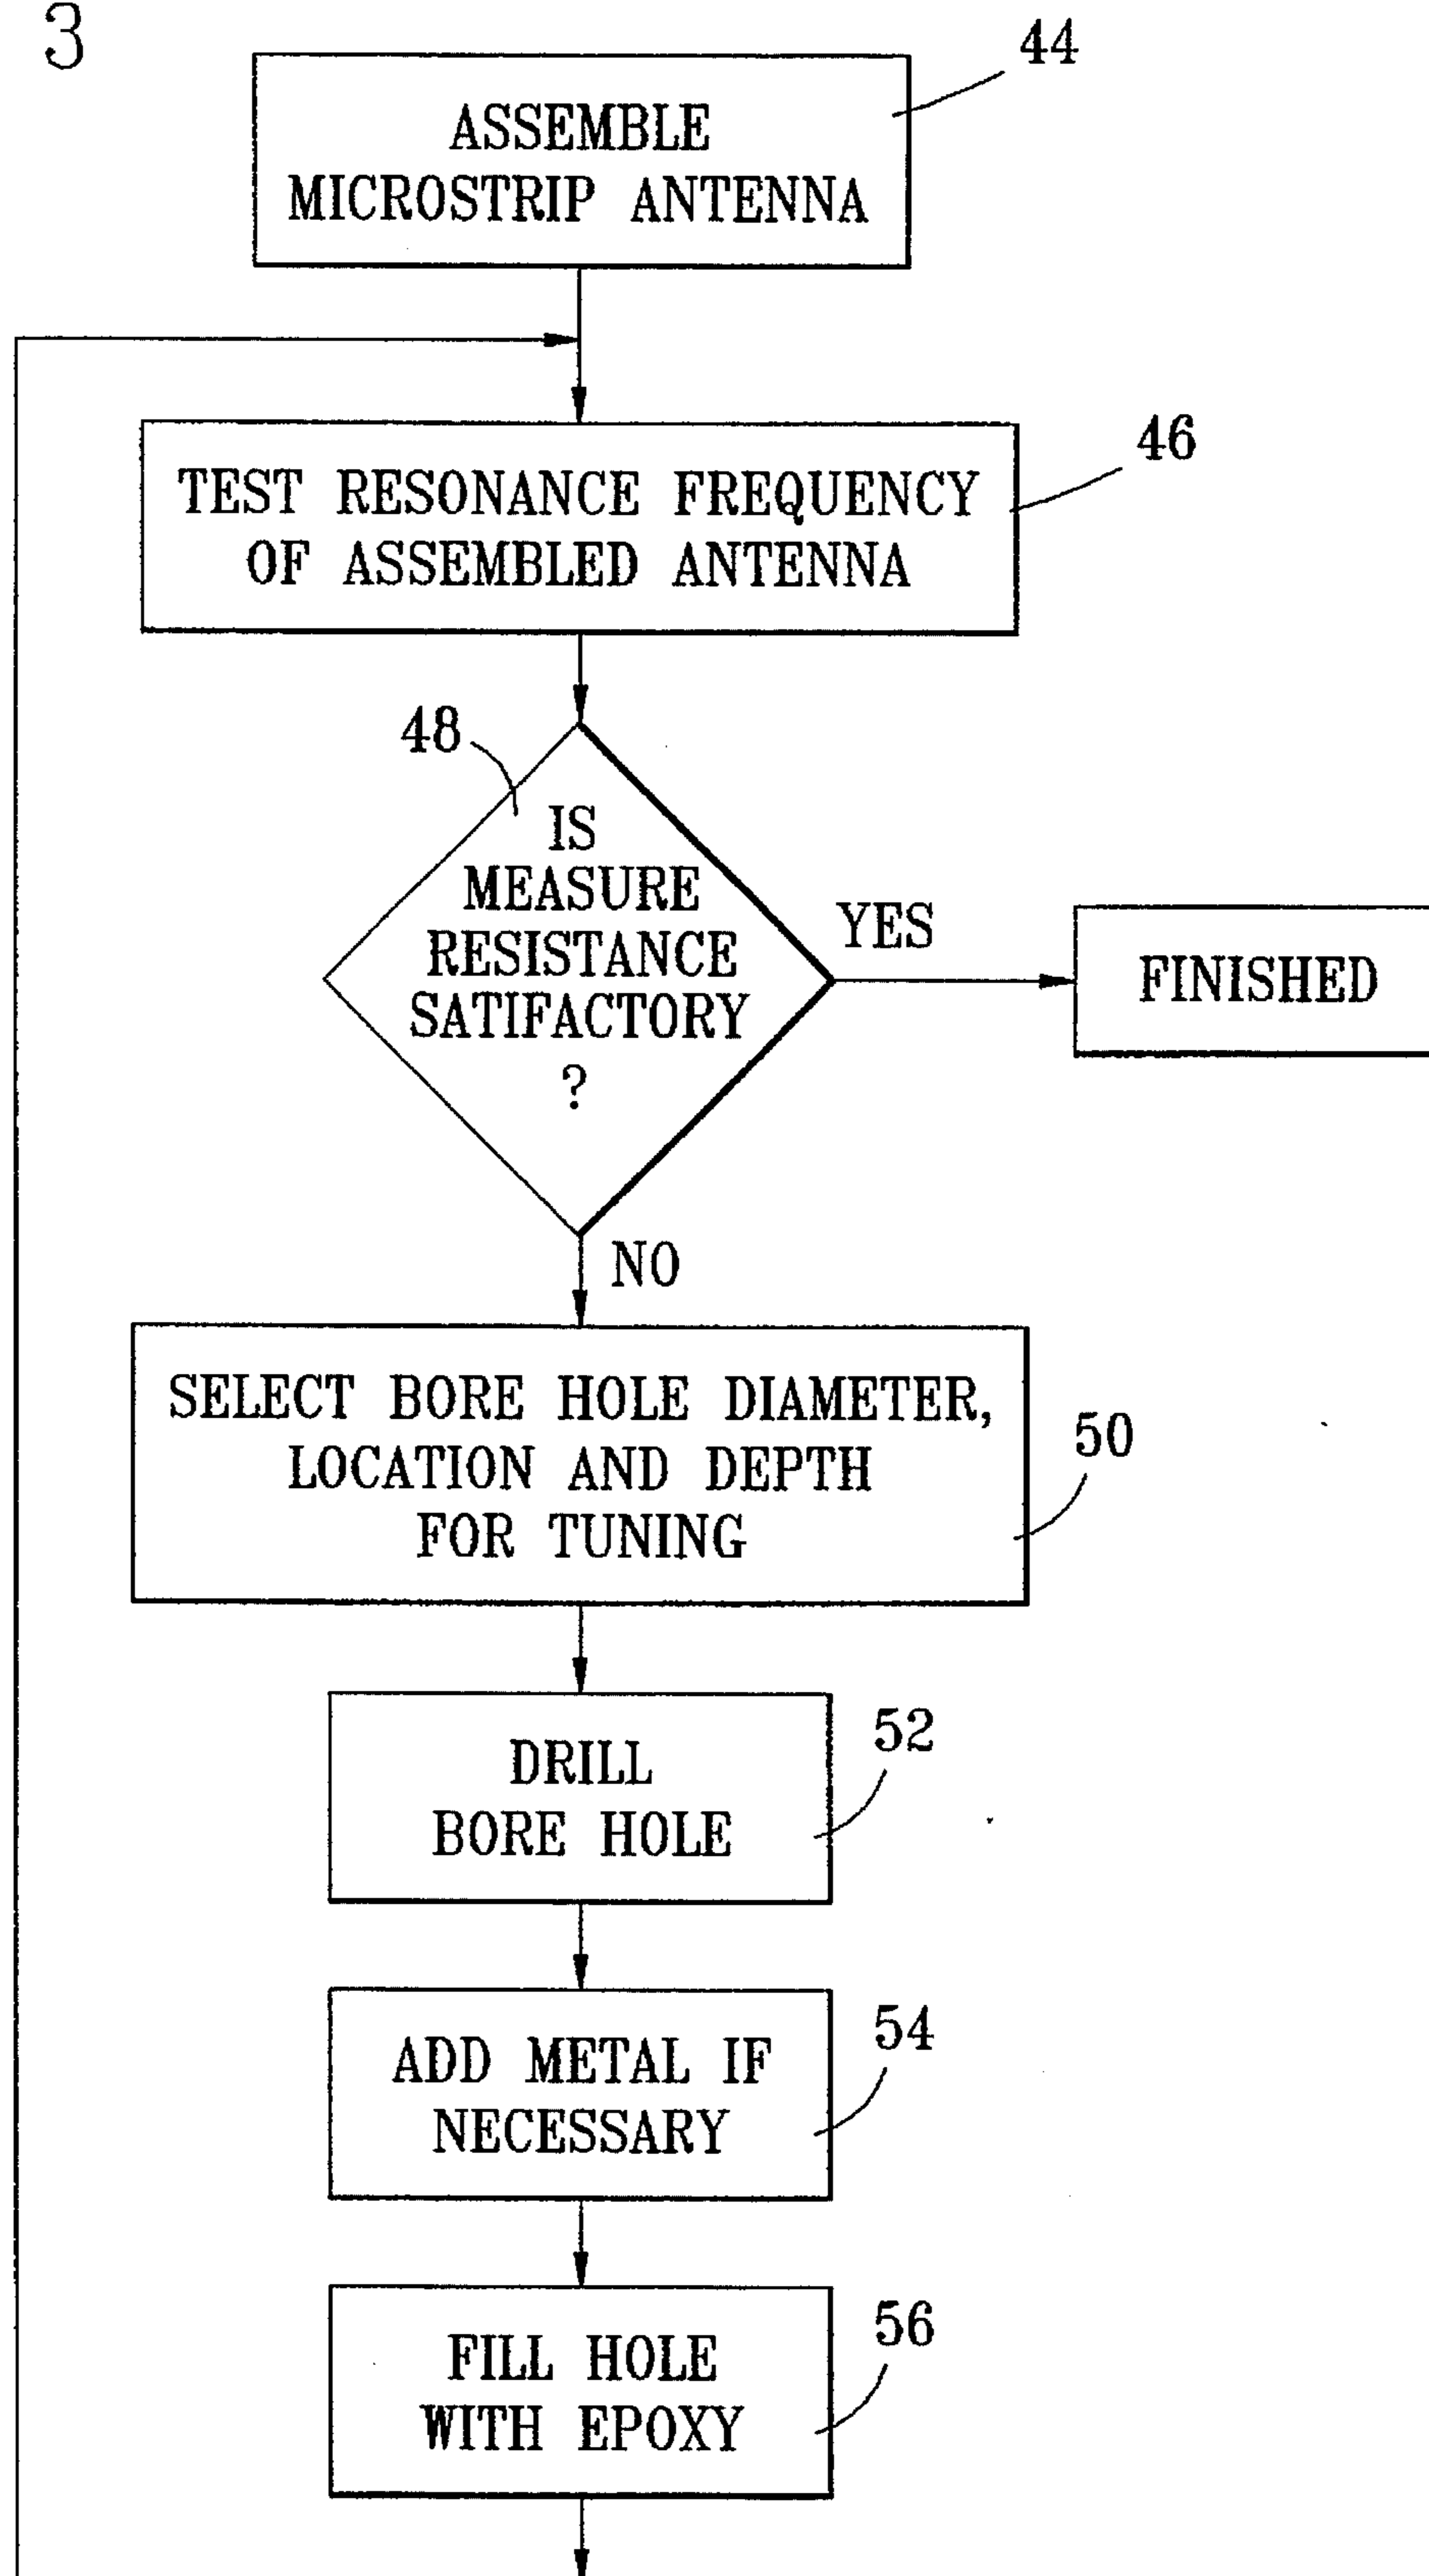 3
44
ASSEMBLE
MICROSTRIP ANTENNA
46
TEST RESONANCE FREQUENCY
OF ASSEMBLED ANTENNA
48
IS
MEASURE
RESISTANCE
SATIFACTORY
?
YES
FINISHED
NO
SELECT BORE HOLE DIAMETER,
LOCATION AND DEPTH
FOR TUNING
50
DRILL
BORE HOLE
52
ADD METAL IF
NECESSARY
54
FILL HOLE
WITH EPOXY
56